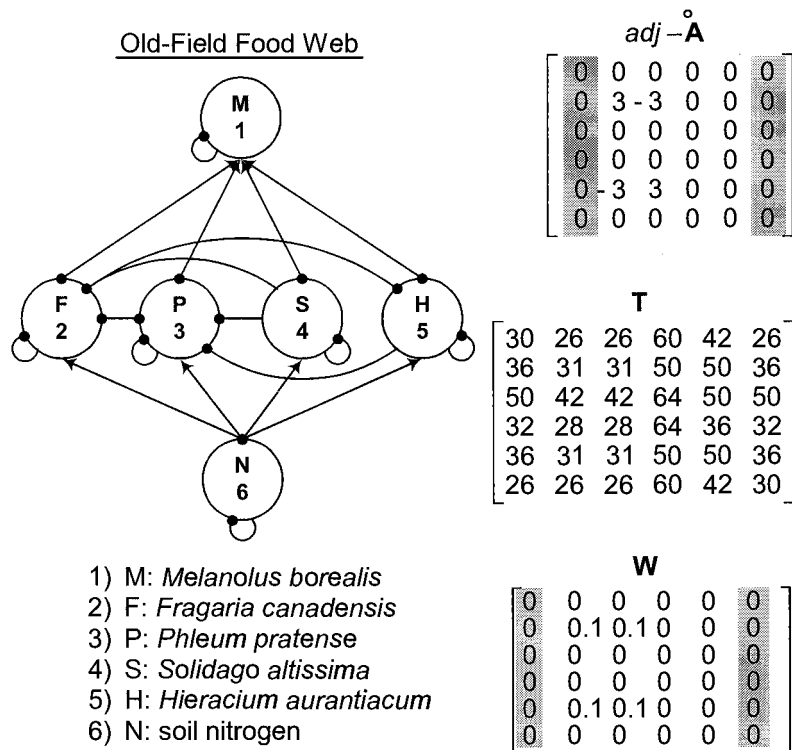 Old-Field Food Web
M
1
F
2
P
3
S
4
H
5
N
6
1) M: Melanolus borealis
2) F: Fragaria canadensis
3) P: Phleum pratense
4) S: Solidago altissima
5) H: Hieracium aurantiacum
6) N: soil nitrogen
adj –Å
0 0 0 0 0 0
0 3 -3 0 0 0
0 0 0 0 0 0
0 0 0 0 0 0
0 -3 3 0 0 0
0 0 0 0 0 0
T
30 26 26 60 42 26
36 31 31 50 50 36
50 42 42 64 50 50
32 28 28 64 36 32
36 31 31 50 50 36
26 26 26 60 42 30
W
0 0 0 0 0 0
0 0.1 0.1 0 0 0
0 0 0 0 0 0
0 0 0 0 0 0
0 0.1 0.1 0 0 0
0 0 0 0 0 0